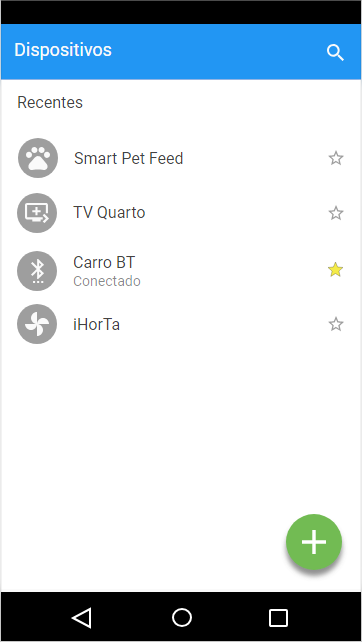 Dispositivos
Recentes
Smart Pet Feed
TV Quarto
Carro BT
Conectado
iHorTa